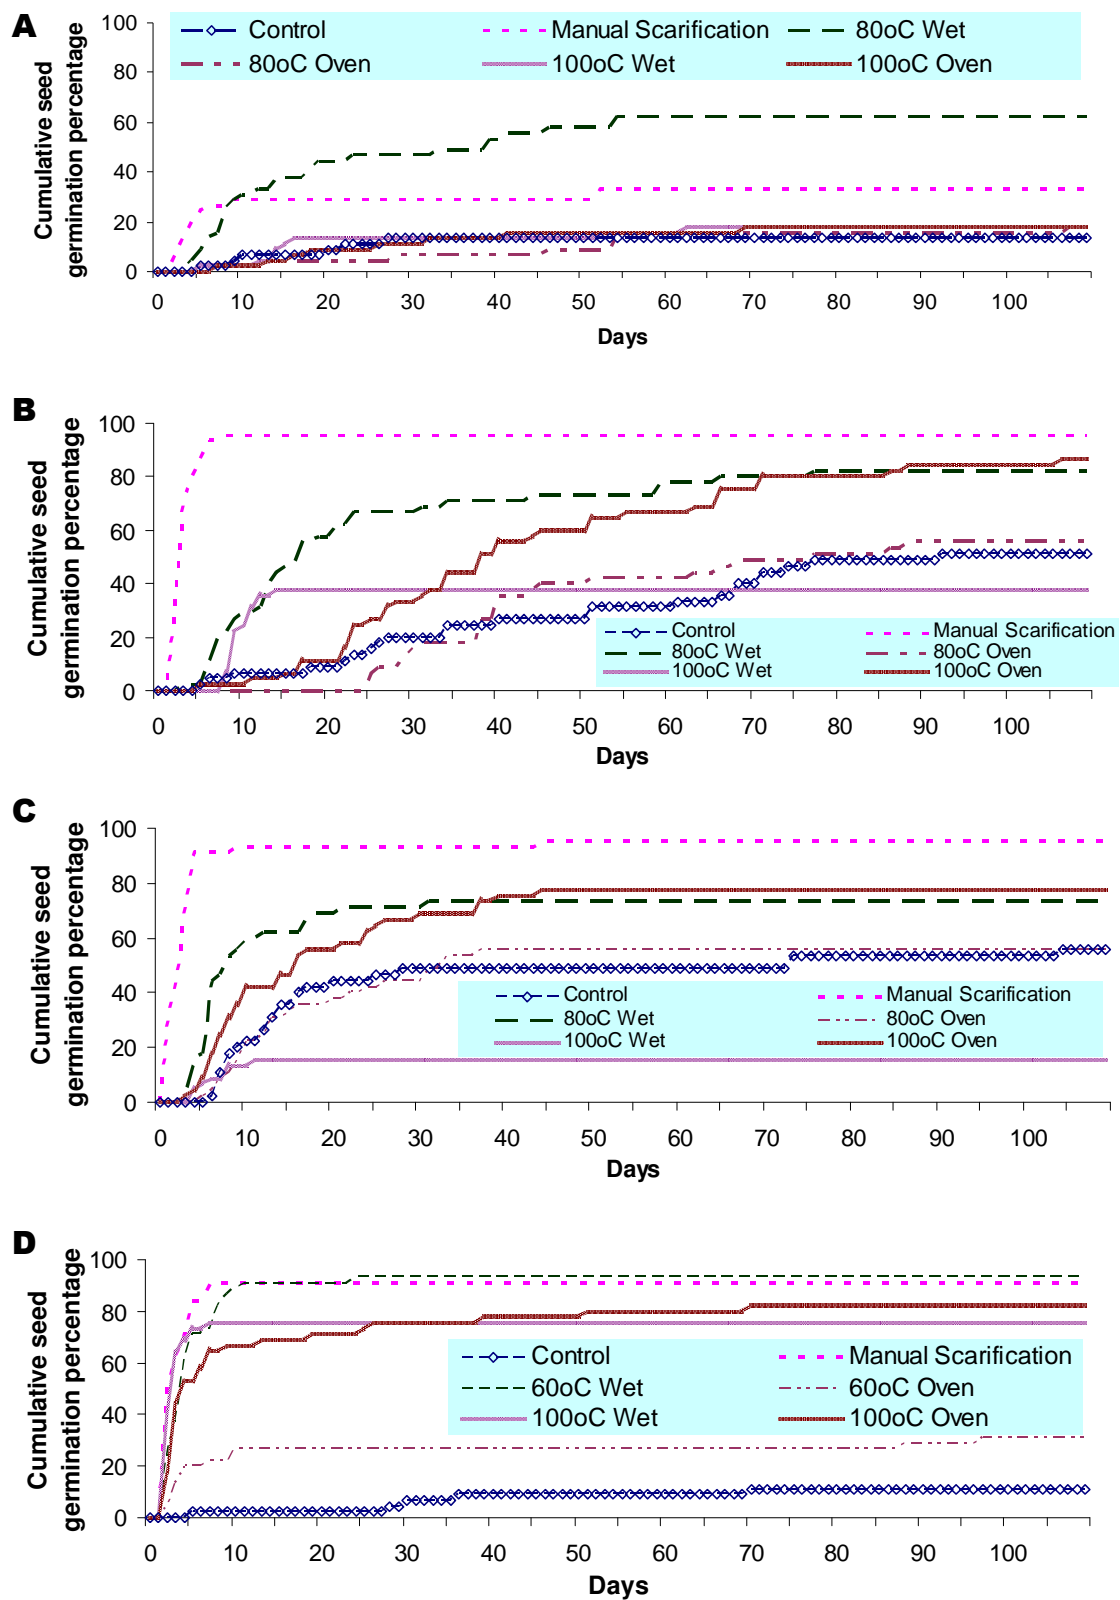 A
100
80
60
40
20
0
Cumulative seed
germination percentage
Control
Manual Scarification
80oC Wet
80oC Oven
100oC Wet
100oC Oven
0 10 20 30 40 50 60 70 80 90 100
Days
B
100
80
60
40
20
0
Cumulative seed
germination percentage
Control
Manual Scarification
80oC Wet
80oC Oven
100oC Wet
100oC Oven
0 10 20 30 40 50 60 70 80 90 100
Days
C
100
80
60
40
20
0
Cumulative seed
germination percentage
Control
Manual Scarification
80oC Wet
80oC Oven
100oC Wet
100oC Oven
0 10 20 30 40 50 60 70 80 90 100
Days
D
100
80
60
40
20
0
Cumulative seed
germination percentage
Control
Manual Scarification
60oC Wet
60oC Oven
100oC Wet
100oC Oven
0 10 20 30 40 50 60 70 80 90 100
Days